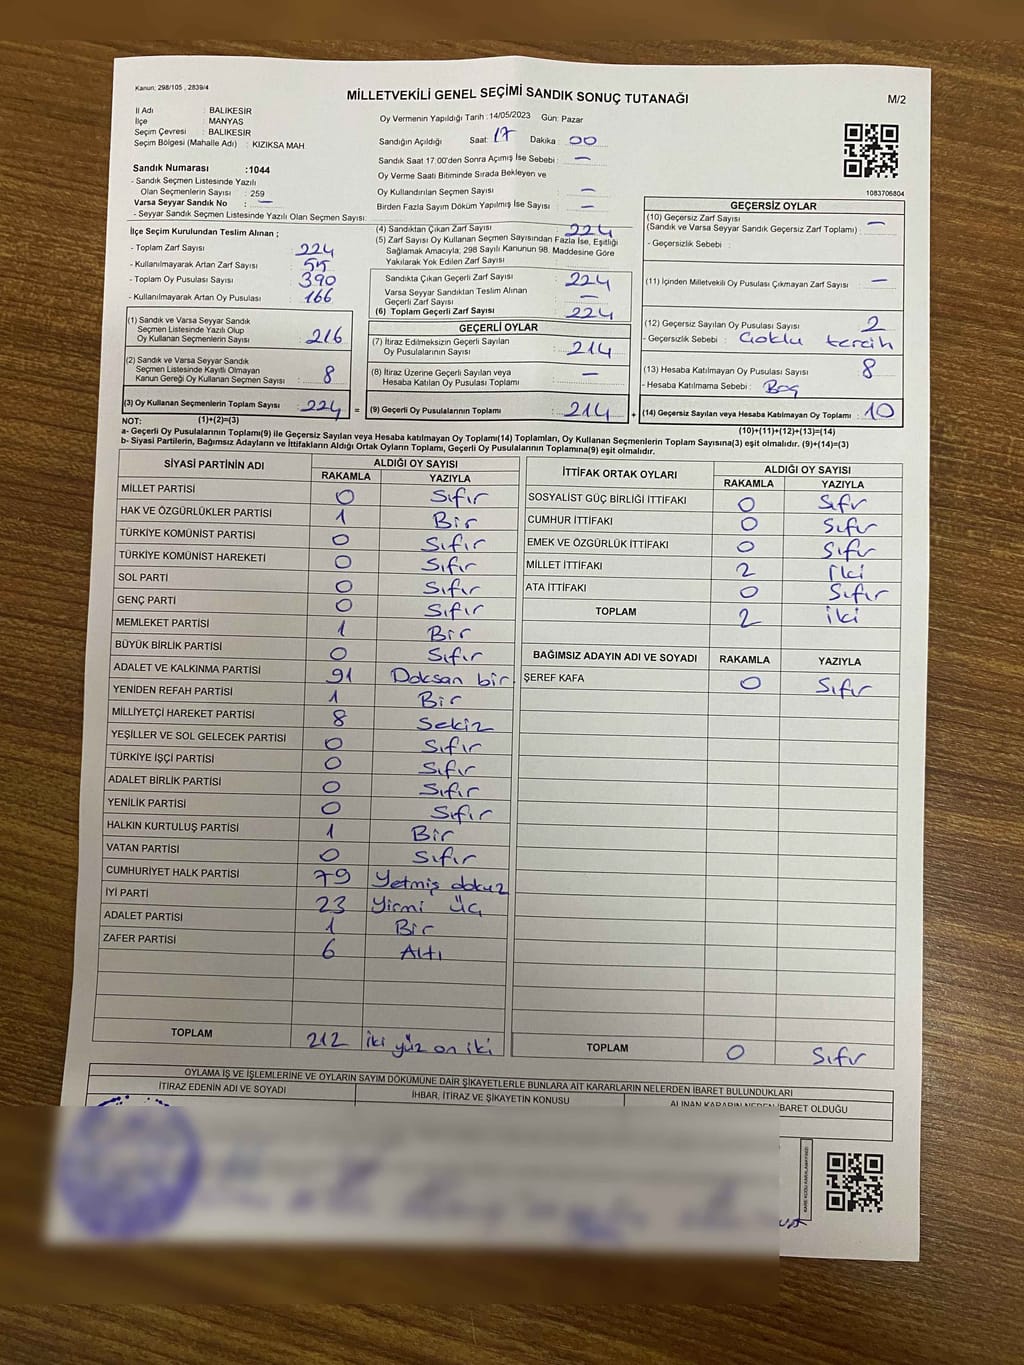 Kanun; 298/105 , 2839/4
MİLLETVEKİLİ GENEL SEÇİMİ SANDIK SONUÇ TUTANAĞI
M/2
İl Adı : BALIKESİR
İlçe : MANYAS
Seçim Çevresi : BALIKESİR
Seçim Bölgesi (Mahalle Adı) : KIZIKSA MAH
Sandık Numarası :1044
- Sandık Seçmen Listesinde Yazılı
Olan Seçmenlerin Sayısı : 259
Varsa Seyyar Sandık No : —
- Seyyar Sandık Seçmen Listesinde Yazılı Olan Seçmen Sayısı:
Oy Vermenin Yapıldığı Tarih :14/05/2023 Gün: Pazar
Sandığın Açıldığı Saat: 17 Dakika : 00
Sandık Saat 17:00'den Sonra Açımış İse Sebebi : —
Oy Verme Saati Bitiminde Sırada Bekleyen ve
Oy Kullandırılan Seçmen Sayısı : —
Birden Fazla Sayım Döküm Yapılmış İse Sayısı : —
1083706804
İlçe Seçim Kurulundan Teslim Alınan ;
- Toplam Zarf Sayısı : 224
- Kullanılmayarak Artan Zarf Sayısı :
- Toplam Oy Pusulası Sayısı : 390
- Kullanılmayarak Artan Oy Pusulası : 166
(1) Sandık ve Varsa Seyyar Sandık
Seçmen Listesinde Yazılı Olup
Oy Kullanan Seçmenlerin Sayısı : 216
(2) Sandık ve Varsa Seyyar Sandık
Seçmen Listesinde Kayıtlı Olmayan
Kanun Gereği Oy Kullanan Seçmen Sayısı : 8
(3) Oy Kullanan Seçmenlerin Toplam Sayısı : 224 =
(4) Sandıktan Çıkan Zarf Sayısı : 224
(5) Zarf Sayısı Oy Kullanan Seçmen Sayısından Fazla İse, Eşitliği
Sağlamak Amacıyla; 298 Sayılı Kanunun 98. Maddesine Göre
Yakılarak Yok Edilen Zarf Sayısı :
Sandıkta Çıkan Geçerli Zarf Sayısı : 224
Varsa Seyyar Sandıktan Teslim Alınan
Geçerli Zarf Sayısı : —
(6) Toplam Geçerli Zarf Sayısı : 224
GEÇERLİ OYLAR
(7) İtiraz Edilmeksizin Geçerli Sayılan
Oy Pusulalarının Sayısı : 214
(8) İtiraz Üzerine Geçerli Sayılan veya
Hesaba Katılan Oy Pusulası Toplamı : —
(9) Geçerli Oy Pusulalarının Toplamı : 214 +
GEÇERSİZ OYLAR
(10) Geçersiz Zarf Sayısı
(Sandık ve Varsa Seyyar Sandık Geçersiz Zarf Toplamı) : —
- Geçersizlik Sebebi :
(11) İçinden Milletvekili Oy Pusulası Çıkmayan Zarf Sayısı : —
(12) Geçersiz Sayılan Oy Pusulası Sayısı : 2
- Geçersizlik Sebebi : Çoklu tercih
(13) Hesaba Katılmayan Oy Pusulası Sayısı : 8
- Hesaba Katılmama Sebebi : Boş
(14) Geçersiz Sayılan veya Hesaba Katılmayan Oy Toplamı : 10
NOT: (1)+(2)=(3)
(10)+(11)+(12)+(13)=(14)
a- Geçerli Oy Pusulalarının Toplamı(9) ile Geçersiz Sayılan veya Hesaba katılmayan Oy Toplamı(14) Toplamları, Oy Kullanan Seçmenlerin Toplam Sayısına(3) eşit olmalıdır. (9)+(14)=(3)
b- Siyasi Partilerin, Bağımsız Adayların ve İttifakların Aldığı Ortak Oyların Toplamı, Geçerli Oy Pusulalarının Toplamına(9) eşit olmalıdır.
SİYASİ PARTİNİN ADI ALDIĞI OY SAYISI
RAKAMLA YAZIYLA
MİLLET PARTİSİ 0 Sıfır
HAK VE ÖZGÜRLÜKLER PARTİSİ 1 Bir
TÜRKİYE KOMÜNİST PARTİSİ 0 Sıfır
TÜRKİYE KOMÜNİST HAREKETİ 0 Sıfır
SOL PARTİ 0 Sıfır
GENÇ PARTİ 0 Sıfır
MEMLEKET PARTİSİ 1 Bir
BÜYÜK BİRLİK PARTİSİ 0 Sıfır
ADALET VE KALKINMA PARTİSİ 91 Doksan bir
YENİDEN REFAH PARTİSİ 1 Bir
MİLLİYETÇİ HAREKET PARTİSİ 8 Sekiz
YEŞİLLER VE SOL GELECEK PARTİSİ 0 Sıfır
TÜRKİYE İŞÇİ PARTİSİ 0 Sıfır
ADALET BİRLİK PARTİSİ 0 Sıfır
YENİLİK PARTİSİ 0 Sıfır
HALKIN KURTULUŞ PARTİSİ 1 Bir
VATAN PARTİSİ 0 Sıfır
CUMHURİYET HALK PARTİSİ 79 Yetmiş dokuz
İYİ PARTİ 23 Yirmi üç
ADALET PARTİSİ 1 Bir
ZAFER PARTİSİ 6 Altı
TOPLAM 212 iki yüz on iki
İTTİFAK ORTAK OYLARI ALDIĞI OY SAYISI
RAKAMLA YAZIYLA
SOSYALİST GÜÇ BİRLİĞİ İTTİFAKI 0 Sıfır
CUMHUR İTTİFAKI 0 Sıfır
EMEK VE ÖZGÜRLÜK İTTİFAKI 0 Sıfır
MİLLET İTTİFAKI 2 İki
ATA İTTİFAKI 0 Sıfır
TOPLAM 2 iki
BAĞIMSIZ ADAYIN ADI VE SOYADI RAKAMLA YAZIYLA
ŞEREF KAFA 0 Sıfır
TOPLAM 0 Sıfır
OYLAMA İŞ VE İŞLEMLERİNE VE OYLARIN SAYIM DÖKÜMÜNE DAİR ŞİKAYETLERLE BUNLARA AİT KARARLARIN NELERDEN İBARET BULUNDUKLARI
İTİRAZ EDENİN ADI VE SOYADI İHBAR, İTİRAZ VE ŞİKAYETİN KONUSU ALINAN KARARIN NEDEN İBARET OLDUĞU